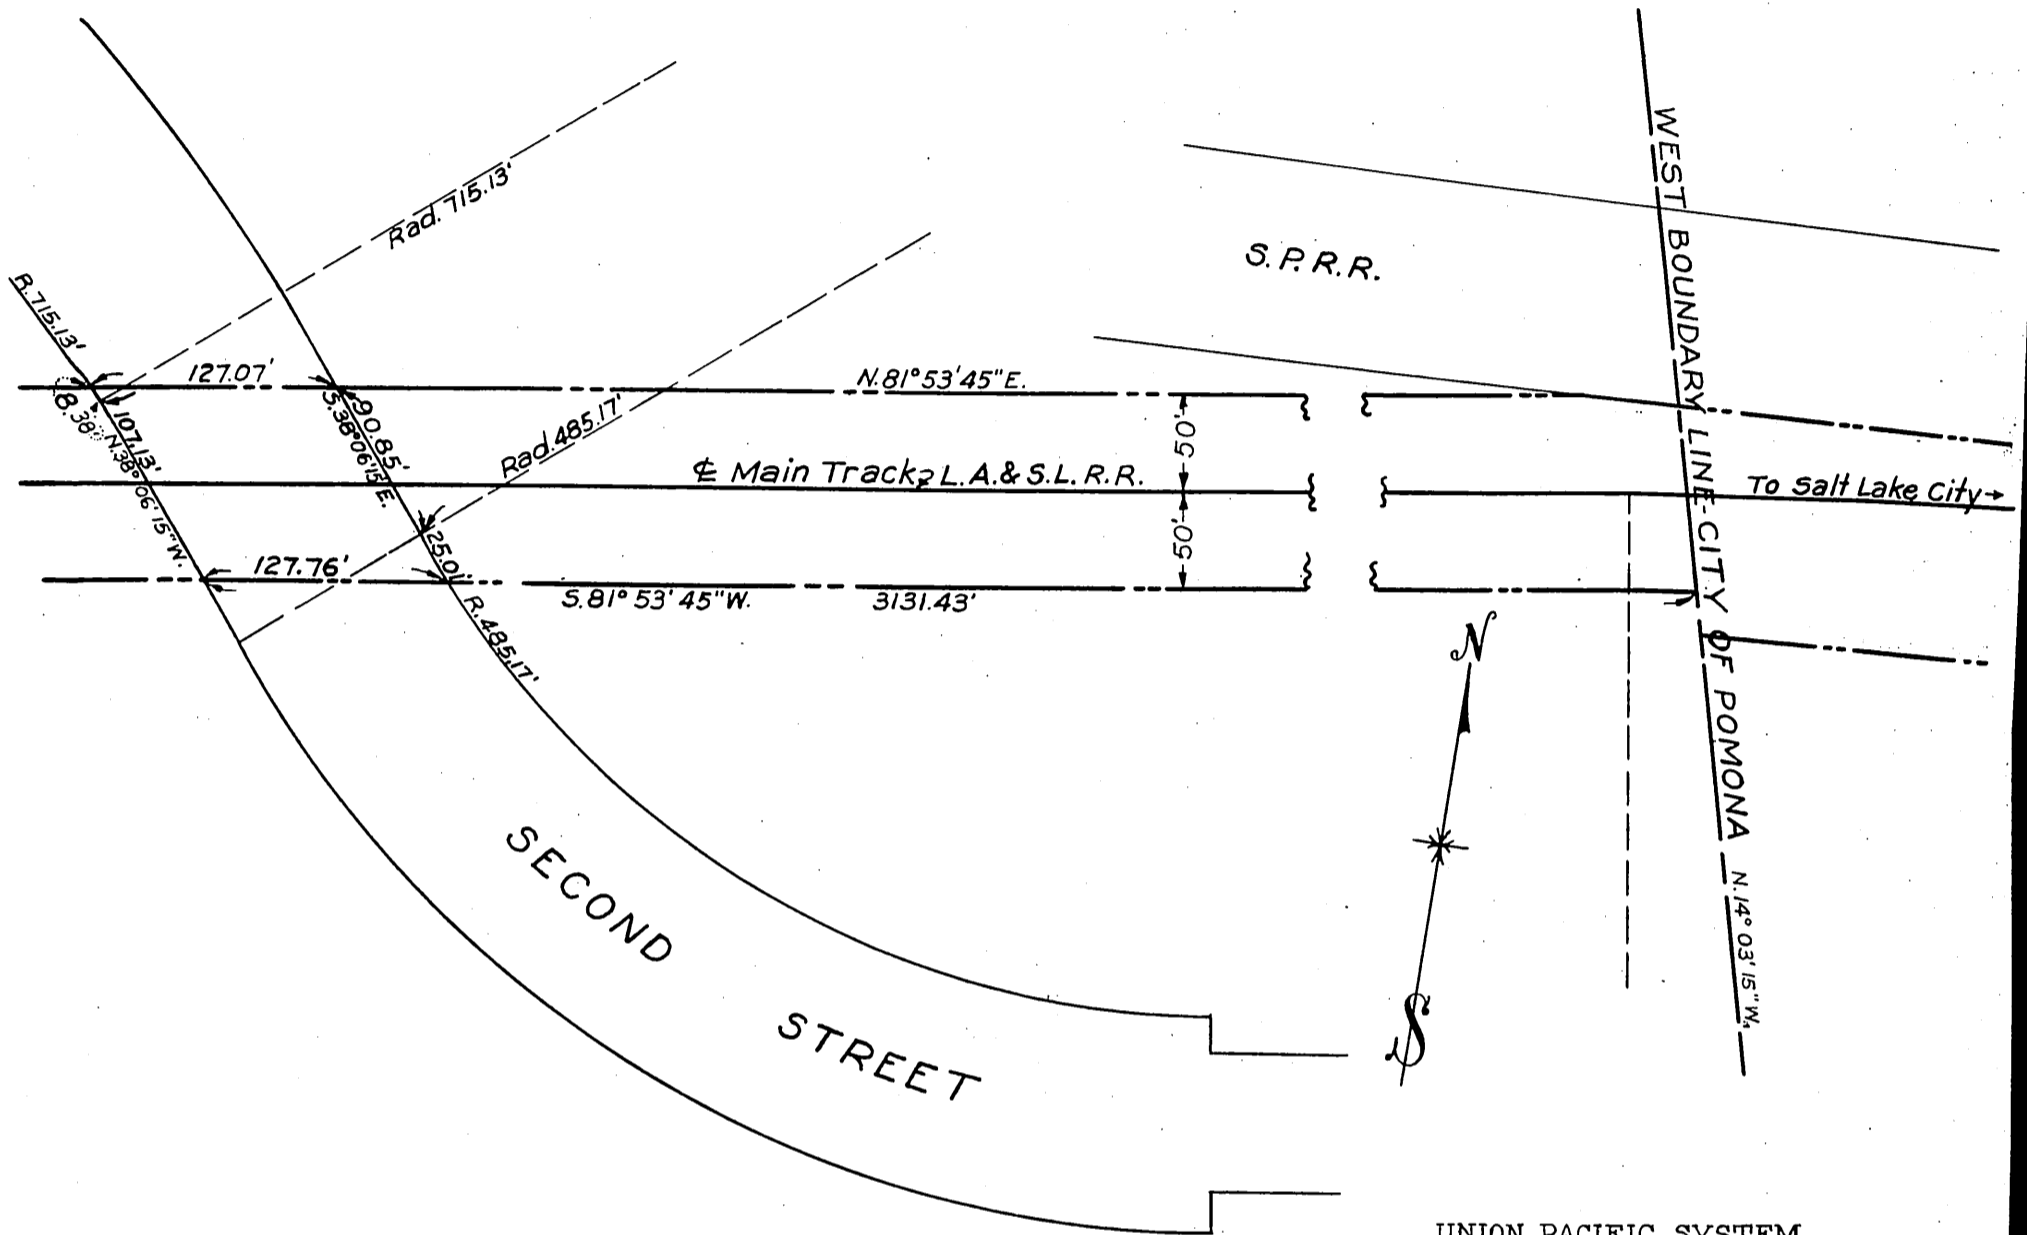 Rad. 715.13'
WEST BOUNDARY LINE-CITY OF POMONA N.14°03'15"W.
S.P.R.R.
R.715.13'
127.07'
N.81°53'45"E.
8.38'
107.13'
N.38°06'15"W.
90.85'
S.38°06'15"E.
Rad.485.17'
50'
℄ Main Track L.A.& S.L.R.R.
To Salt Lake City
50'
25.01'
127.76'
S.81°53'45"W. 3131.43'
R.485.17'
N
SECOND STREET
S
UNION PACIFIC SYSTEM